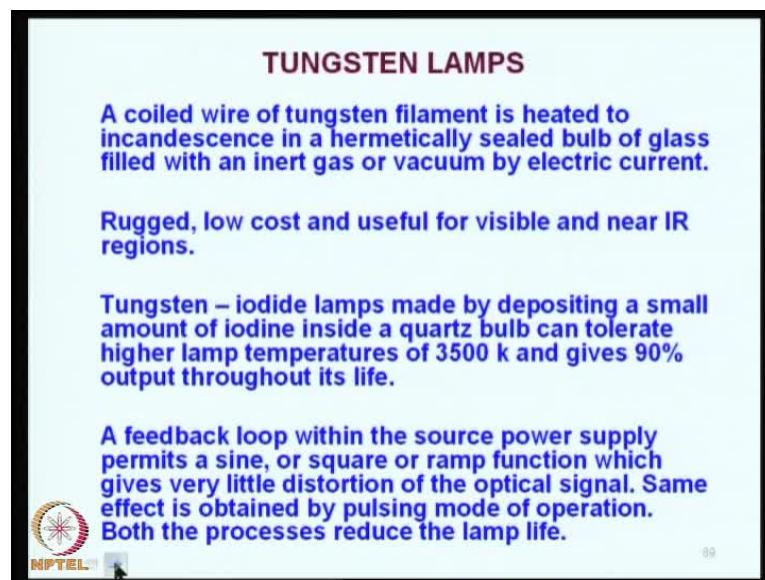 TUNGSTEN LAMPS
A coiled wire of tungsten filament is heated to
incandescence in a hermetically sealed bulb of glass
filled with an inert gas or vacuum by electric current.
Rugged, low cost and useful for visible and near IR
regions.
Tungsten – iodide lamps made by depositing a small
amount of iodine inside a quartz bulb can tolerate
higher lamp temperatures of 3500 k and gives 90%
output throughout its life.
A feedback loop within the source power supply
permits a sine, or square or ramp function which
gives very little distortion of the optical signal. Same
effect is obtained by pulsing mode of operation.
Both the processes reduce the lamp life.
NPTEL